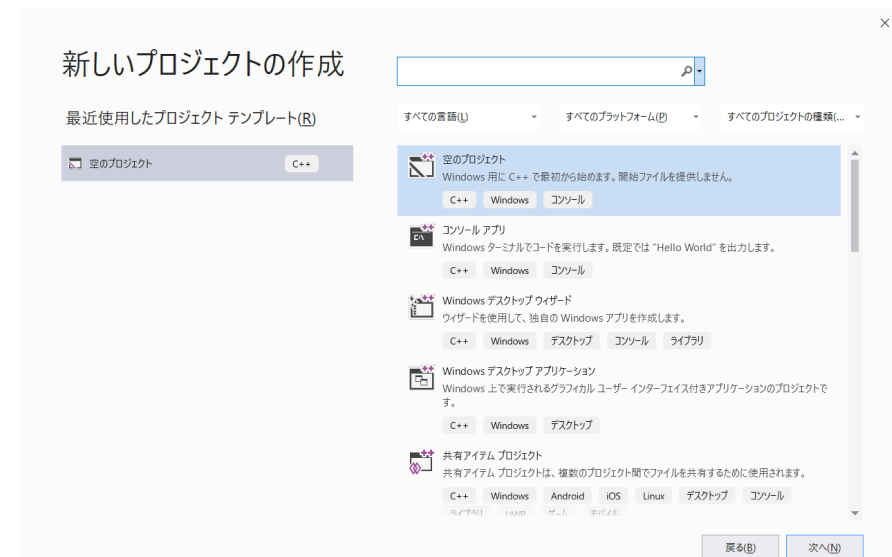 新しいプロジェクトの作成
最近使用したプロジェクト テンプレート(R)
空のプロジェクト C++
すべての言語(L) すべてのプラットフォーム(P) すべてのプロジェクトの種類(...
空のプロジェクト
Windows 用に C++ で最初から始めます。開始ファイルを提供しません。
C++ Windows コンソール
コンソール アプリ
Windows ターミナルでコードを実行します。既定では "Hello World" を出力します。
C++ Windows コンソール
Windows デスクトップ ウィザード
ウィザードを使用して、独自の Windows アプリを作成します。
C++ Windows デスクトップ コンソール ライブラリ
Windows デスクトップ アプリケーション
Windows 上で実行されるグラフィカル ユーザー インターフェイス付きアプリケーションのプロジェクトで
す。
C++ Windows デスクトップ
共有アイテム プロジェクト
共有アイテム プロジェクトは、複数のプロジェクト間でファイルを共有するために使用されます。
C++ Windows Android iOS Linux デスクトップ コンソール
ライブラリ UWP ゲーム モバイル
戻る(B) 次へ(N)